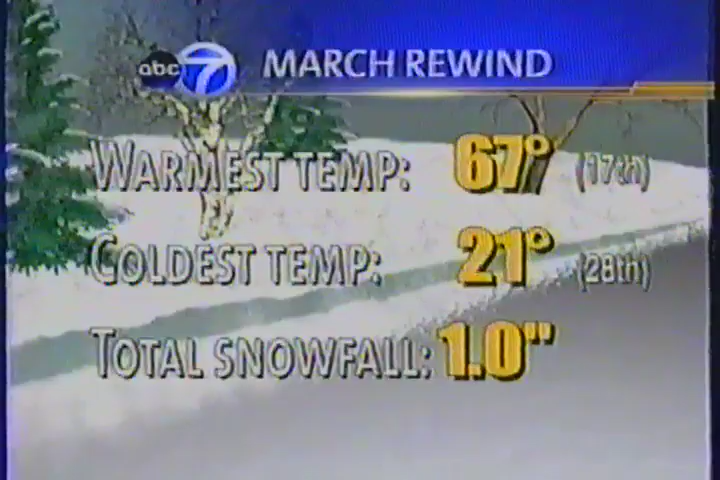 abc 7 MARCH REWIND
WARMEST TEMP: 67° (17th)
COLDEST TEMP: 21° (28th)
TOTAL SNOWFALL: 1.0"